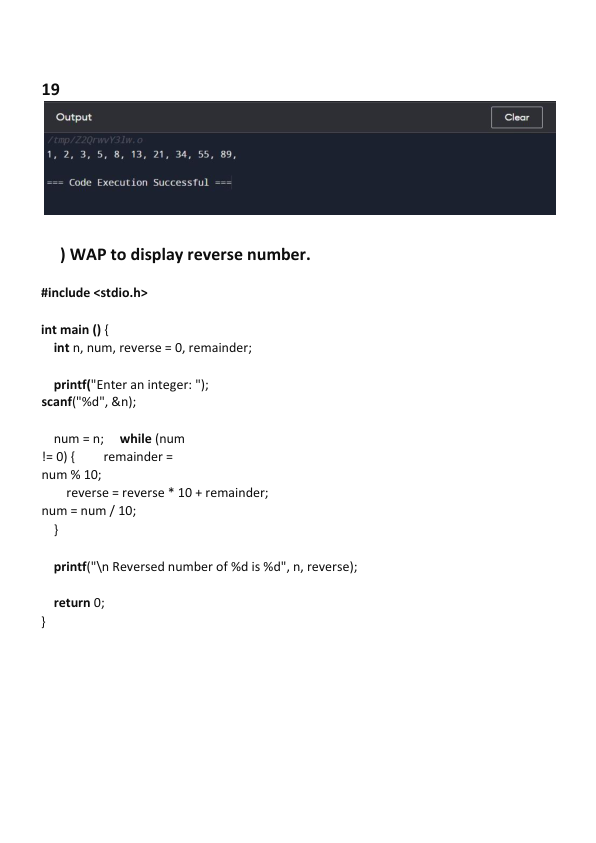 19
Output
Clear
/tmp/Z2QrwvY3Iw.o
1, 2, 3, 5, 8, 13, 21, 34, 55, 89,
=== Code Execution Successful ===
) WAP to display reverse number.
#include <stdio.h>
int main () {
int n, num, reverse = 0, remainder;
printf("Enter an integer: ");
scanf("%d", &n);
num = n; while (num
!= 0) { remainder =
num % 10;
reverse = reverse * 10 + remainder;
num = num / 10;
}
printf("\n Reversed number of %d is %d", n, reverse);
return 0;
}